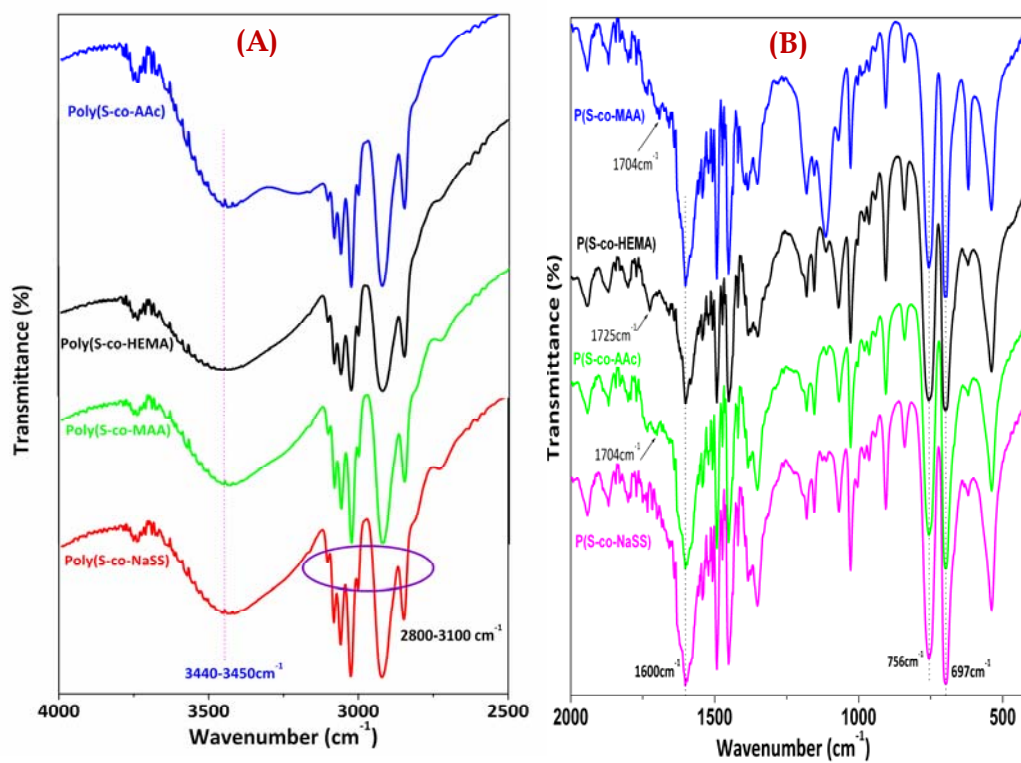 (A)
Poly(S-co-AAc)
Poly(S-co-HEMA)
Poly(S-co-MAA)
Poly(S-co-NaSS)
2800-3100 cm⁻¹
3440-3450cm⁻¹
Transmittance (%)
4000 3500 3000 2500
Wavenumber (cm⁻¹)
(B)
P(S-co-MAA)
1704cm⁻¹
P(S-co-HEMA)
1725cm⁻¹
P(S-co-AAc)
1704cm⁻¹
P(S-co-NaSS)
1600cm⁻¹ 756cm⁻¹ 697cm⁻¹
Transmittance (%)
2000 1500 1000 500
Wavenumber (cm⁻¹)